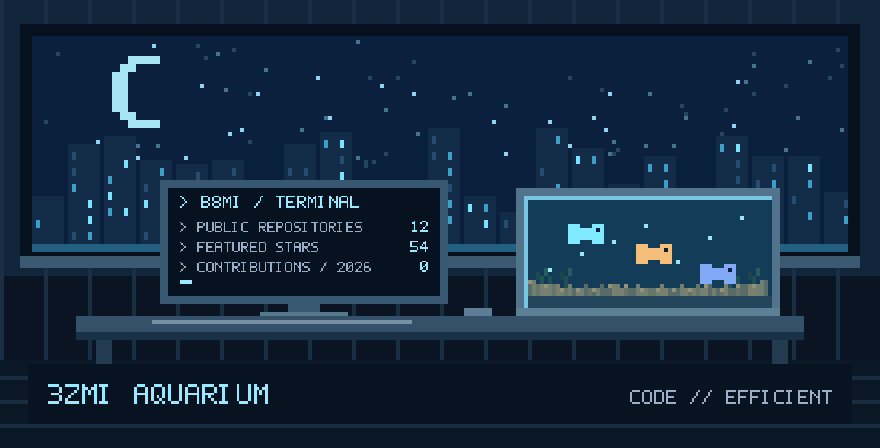 > B8MI / TERMINAL
> PUBLIC REPOSITORIES 12
> FEATURED STARS 54
> CONTRIBUTIONS / 2026 0
3ZMI AQUARIUM
CODE // EFFICIENT